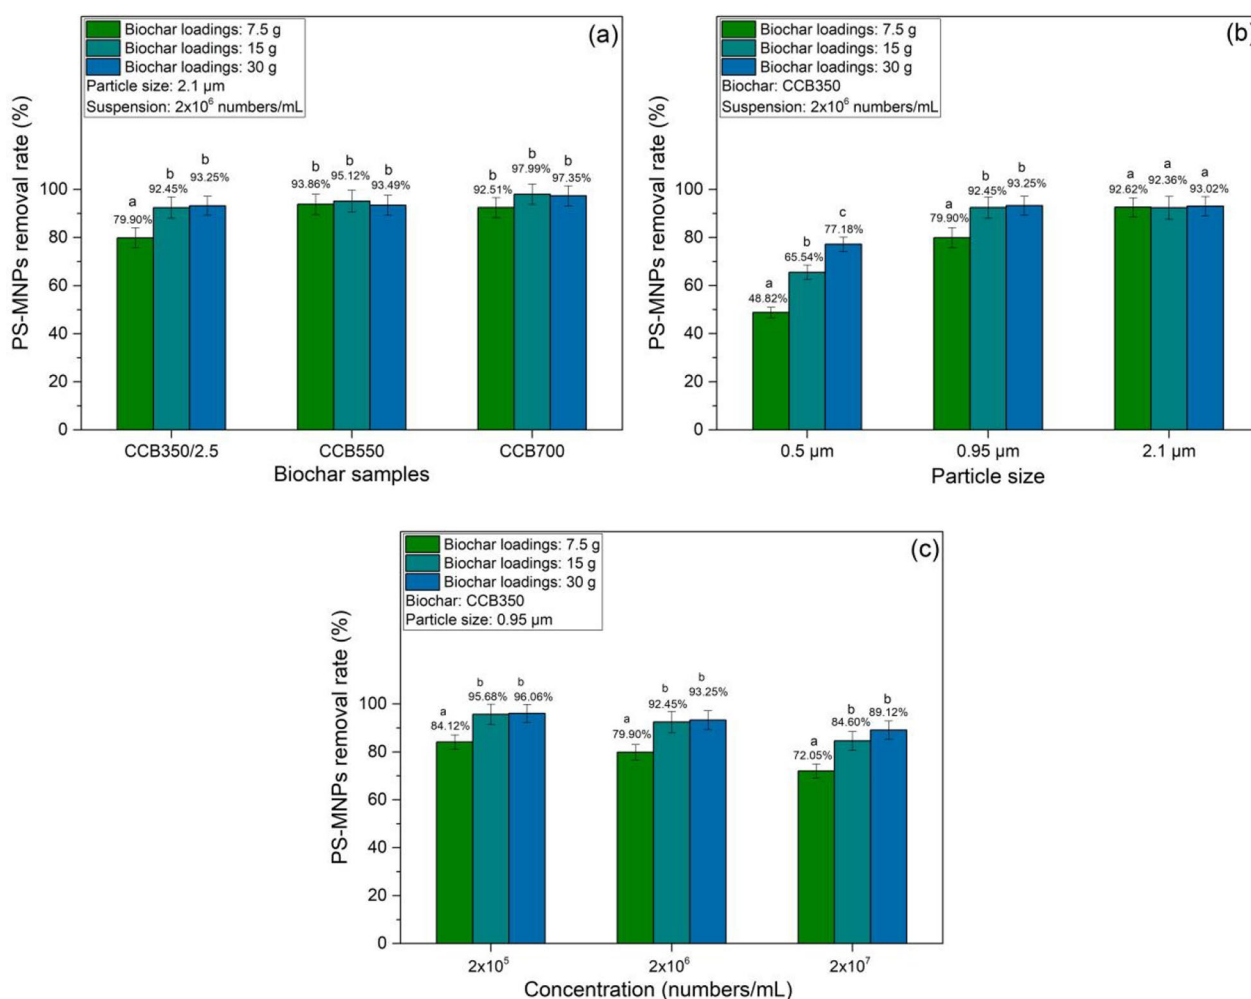 Biochar loadings: 7.5 g
Biochar loadings: 15 g
Biochar loadings: 30 g
Particle size: 2.1 µm
Suspension: 2x10⁶ numbers/mL
(a)
PS-MNPs removal rate (%)
100
80
60
40
20
0
a
79.90%
b
92.45%
b
93.25%
b
93.86%
b
95.12%
b
93.49%
b
92.51%
b
97.99%
b
97.35%
CCB350/2.5
CCB550
CCB700
Biochar samples
Biochar loadings: 7.5 g
Biochar loadings: 15 g
Biochar loadings: 30 g
Biochar: CCB350
Suspension: 2x10⁶ numbers/mL
(b)
PS-MNPs removal rate (%)
100
80
60
40
20
0
a
48.82%
b
65.54%
c
77.18%
a
79.90%
b
92.45%
b
93.25%
a
92.62%
a
92.36%
a
93.02%
0.5 µm
0.95 µm
2.1 µm
Particle size
Biochar loadings: 7.5 g
Biochar loadings: 15 g
Biochar loadings: 30 g
Biochar: CCB350
Particle size: 0.95 µm
(c)
PS-MNPs removal rate (%)
100
80
60
40
20
0
a
84.12%
b
95.68%
b
96.06%
a
79.90%
b
92.45%
b
93.25%
a
72.05%
b
84.60%
b
89.12%
2x10⁵
2x10⁶
2x10⁷
Concentration (numbers/mL)